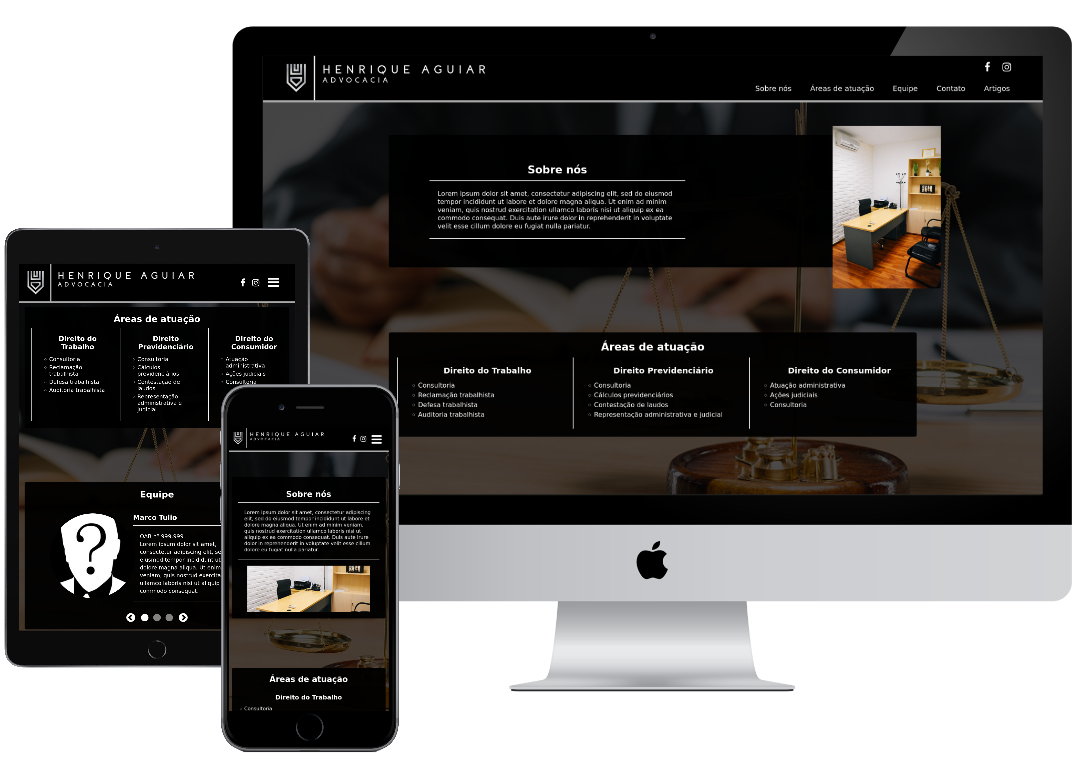 HENRIQUE AGUIAR
ADVOCACIA
Sobre nós
Áreas de atuação
Equipe
Contato
Artigos
Sobre nós
Lorem ipsum dolor sit amet, consectetur adipiscing elit, sed do eiusmod
tempor incididunt ut labore et dolore magna aliqua. Ut enim ad minim
veniam, quis nostrud exercitation ullamco laboris nisi ut aliquip ex ea
commodo consequat. Duis aute irure dolor in reprehenderit in voluptate
velit esse cillum dolore eu fugiat nulla pariatur.
Áreas de atuação
Direito do Trabalho
Consultoria
Reclamação trabalhista
Defesa trabalhista
Auditoria trabalhista
Direito Previdenciário
Consultoria
Cálculos previdenciários
Contestação de laudos
Representação administrativa e judicial
Direito do Consumidor
Atuação administrativa
Ações judiciais
Consultoria
HENRIQUE AGUIAR
ADVOCACIA
Áreas de atuação
Direito do
Trabalho
Consultoria
Reclamação
trabalhista
Defesa trabalhista
Auditoria trabalhista
Direito
Previdenciário
Consultoria
Cálculos
previdenciários
Contestação de
laudos
Representação
administrativa e
judicial
Direito do
Consumidor
Atuação
administrativa
Ações judiciais
Consultoria
Equipe
Marco Tulio
OAB nº 999.999
Lorem ipsum dolor sit amet,
consectetur adipiscing elit, se
eiusmod tempor incididunt ut
dolore magna aliqua. Ut enim
veniam, quis nostrud exercita
ullamco laboris nisi ut aliquip
commodo consequat.
HENRIQUE AGUIAR
ADVOCACIA
Sobre nós
Lorem ipsum dolor sit amet, consectetur adipiscing
elit, sed do eiusmod tempor incididunt ut labore et
dolore magna aliqua. Ut enim ad minim veniam,
quis nostrud exercitation ullamco laboris nisi ut
aliquip ex ea commodo consequat. Duis aute irure
dolor in reprehenderit in voluptate velit esse cillum
dolore eu fugiat nulla pariatur.
Áreas de atuação
Direito do Trabalho
Consultoria